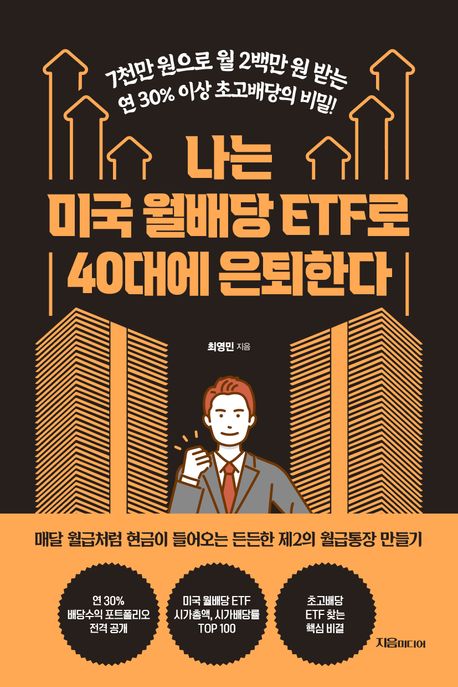 7천만 원으로 월 2백만 원 받는
연 30% 이상 초고배당의 비밀!
나는
미국 월배당 ETF로
40대에 은퇴한다
최영민 지음
매달 월급처럼 현금이 들어오는 든든한 제2의 월급통장 만들기
연 30%
배당수익 포트폴리오
전격 공개
미국 월배당 ETF
시가총액, 시가배당률
TOP 100
초고배당
ETF 찾는
핵심 비결
지음미디어